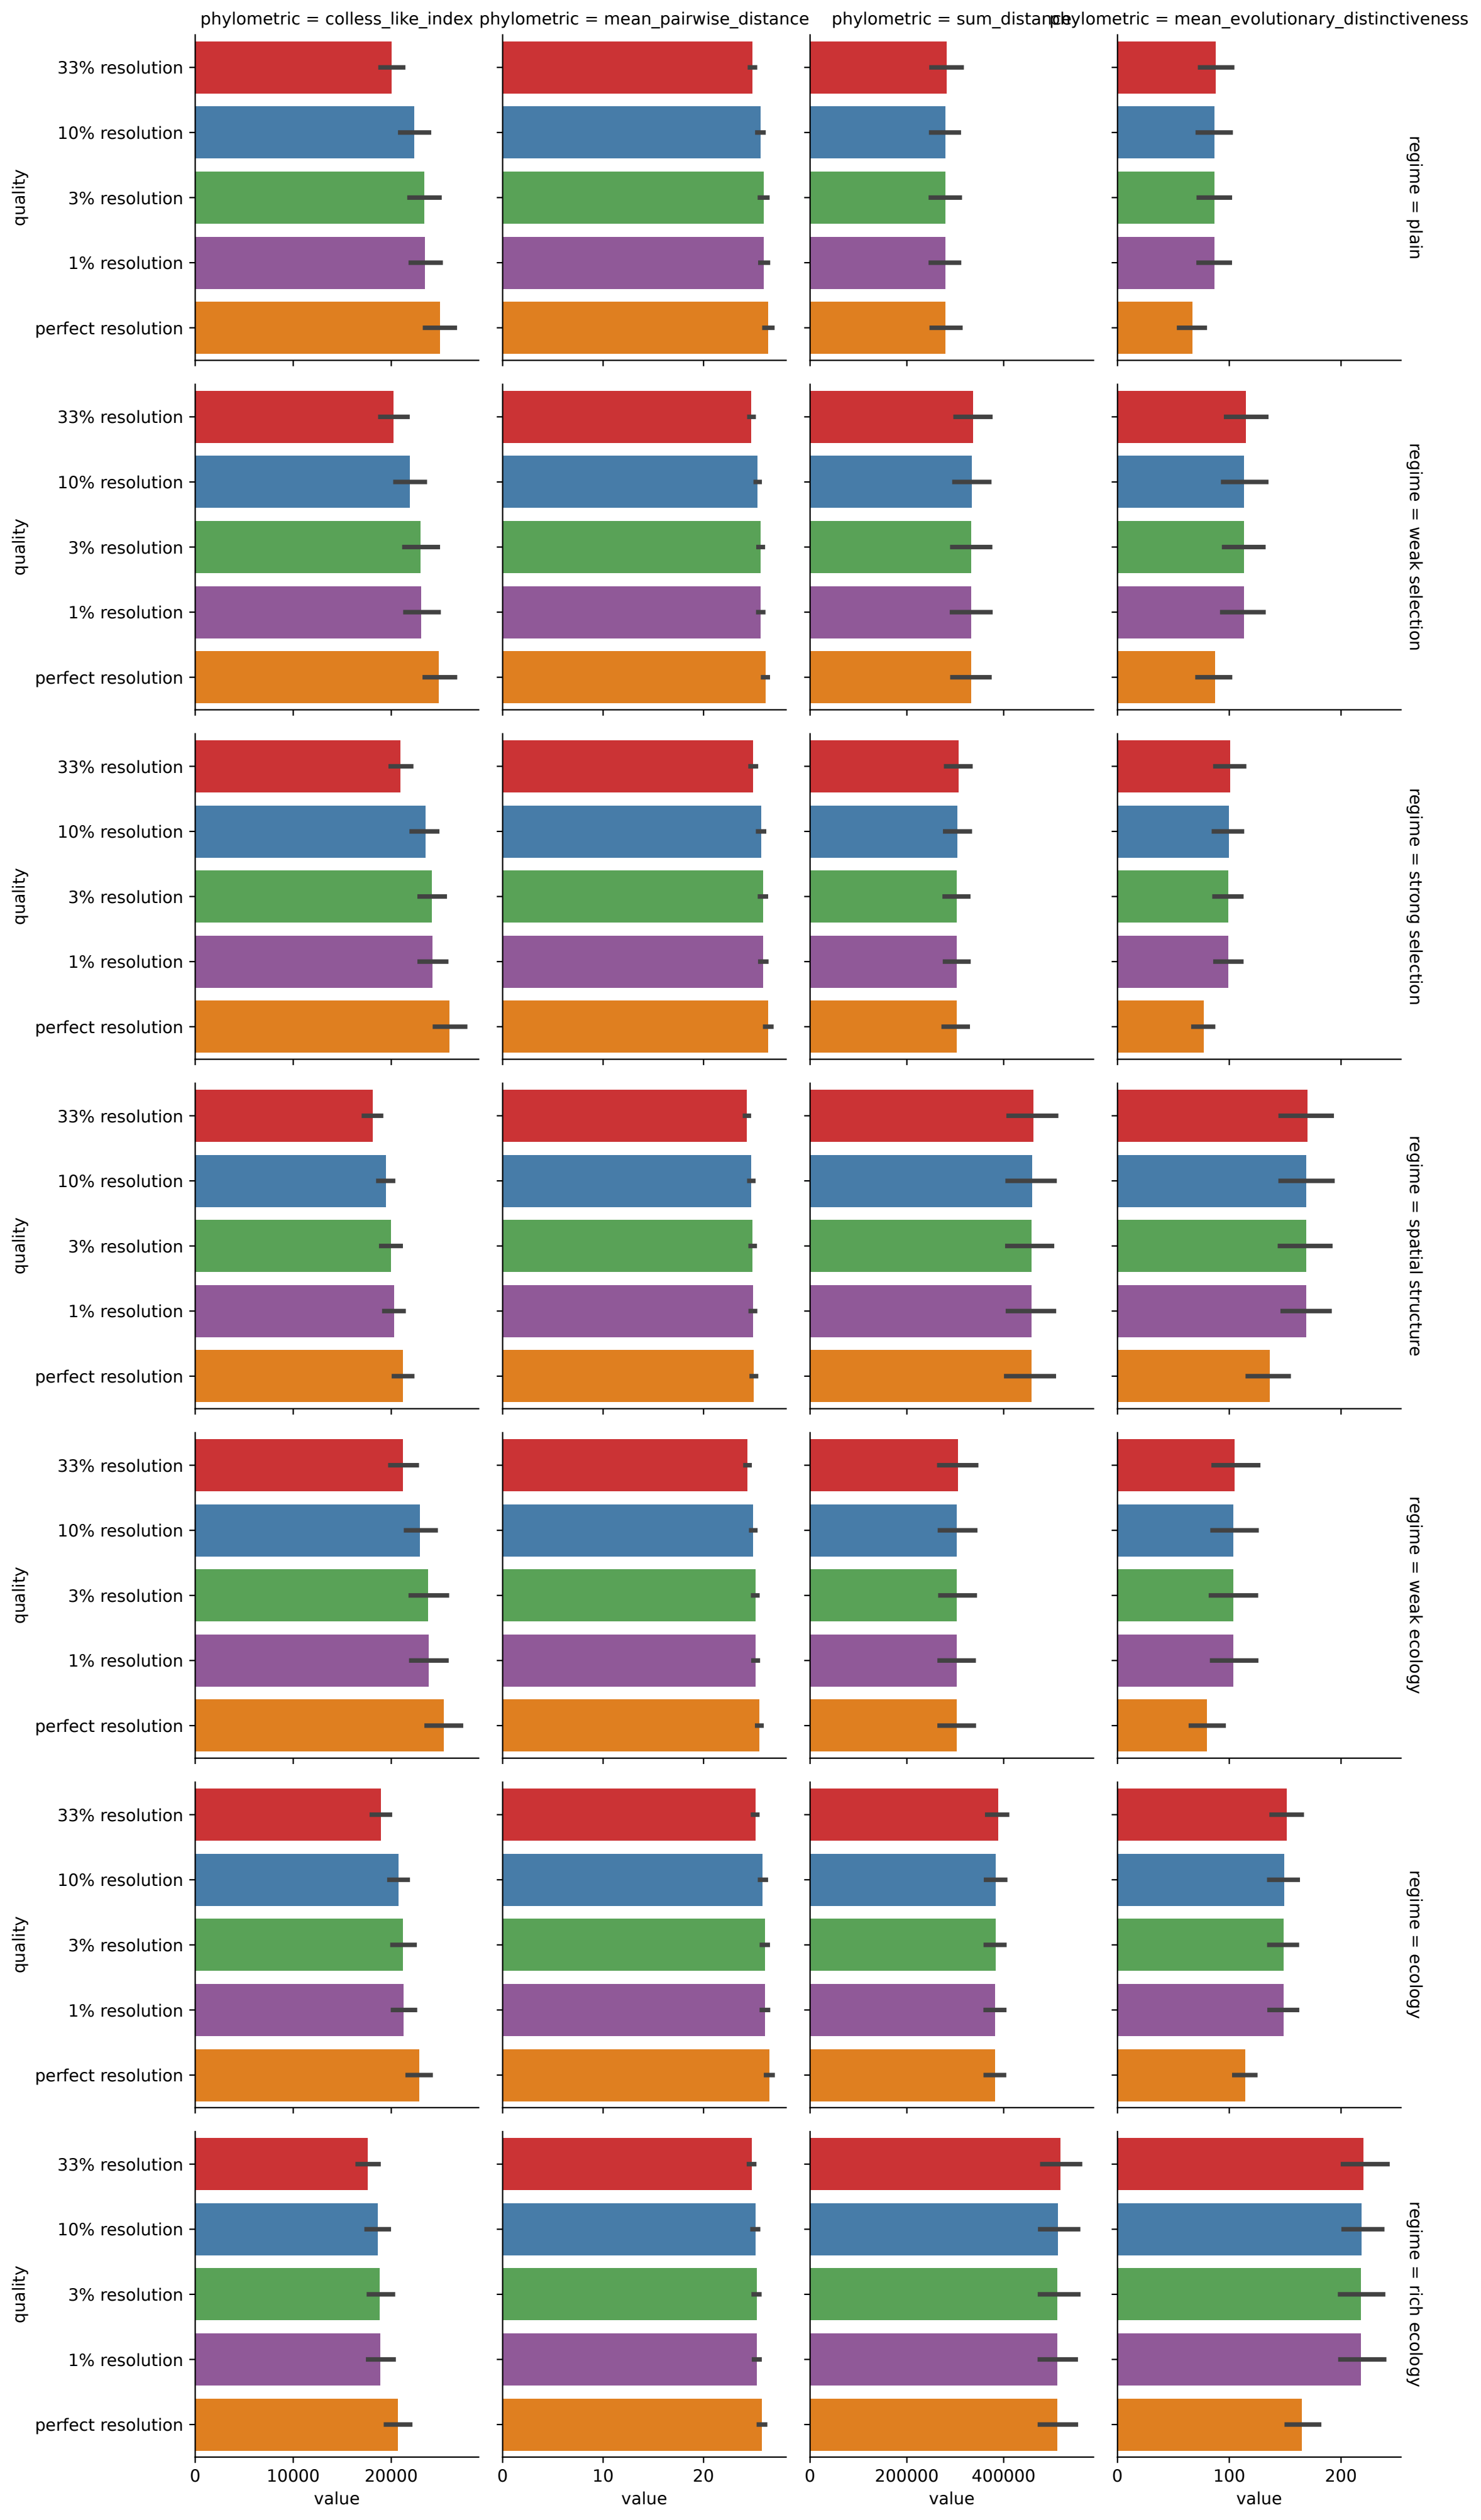 phylometric = colless_like_index
phylometric = mean_pairwise_distance
phylometric = sum_distance
phylometric = mean_evolutionary_distinctiveness
quality
33% resolution
10% resolution
3% resolution
1% resolution
perfect resolution
regime = plain
quality
33% resolution
10% resolution
3% resolution
1% resolution
perfect resolution
regime = weak selection
quality
33% resolution
10% resolution
3% resolution
1% resolution
perfect resolution
regime = strong selection
quality
33% resolution
10% resolution
3% resolution
1% resolution
perfect resolution
regime = spatial structure
quality
33% resolution
10% resolution
3% resolution
1% resolution
perfect resolution
regime = weak ecology
quality
33% resolution
10% resolution
3% resolution
1% resolution
perfect resolution
regime = ecology
quality
33% resolution
10% resolution
3% resolution
1% resolution
perfect resolution
regime = rich ecology
0 10000 20000
value
0 10 20
value
0 200000 400000
value
0 100 200
value